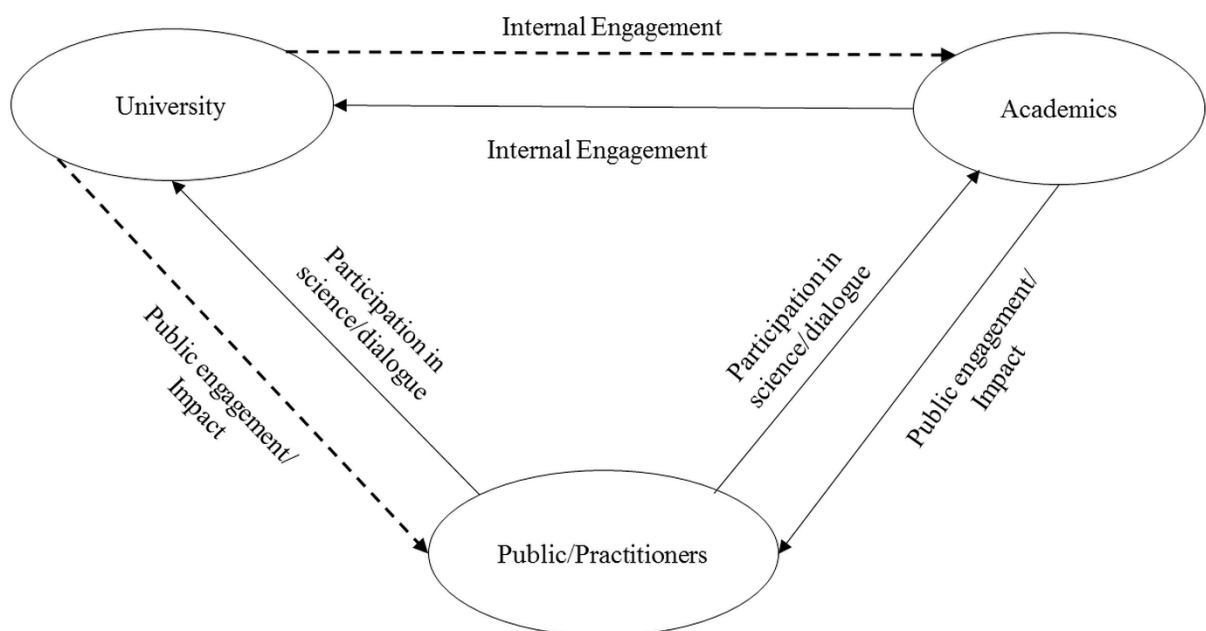 Internal Engagement
University
Academics
Internal Engagement
Participation in
science/dialogue
Public engagement/
Impact
Participation in
science/dialogue
Public engagement/
Impact
Public/Practitioners